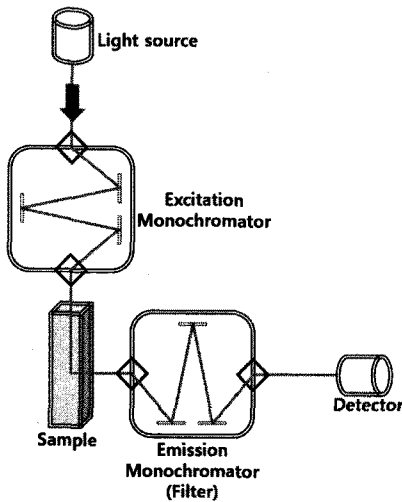 Light source
Excitation
Monochromator
Sample
Emission
Monochromator
(Filter)
Detector